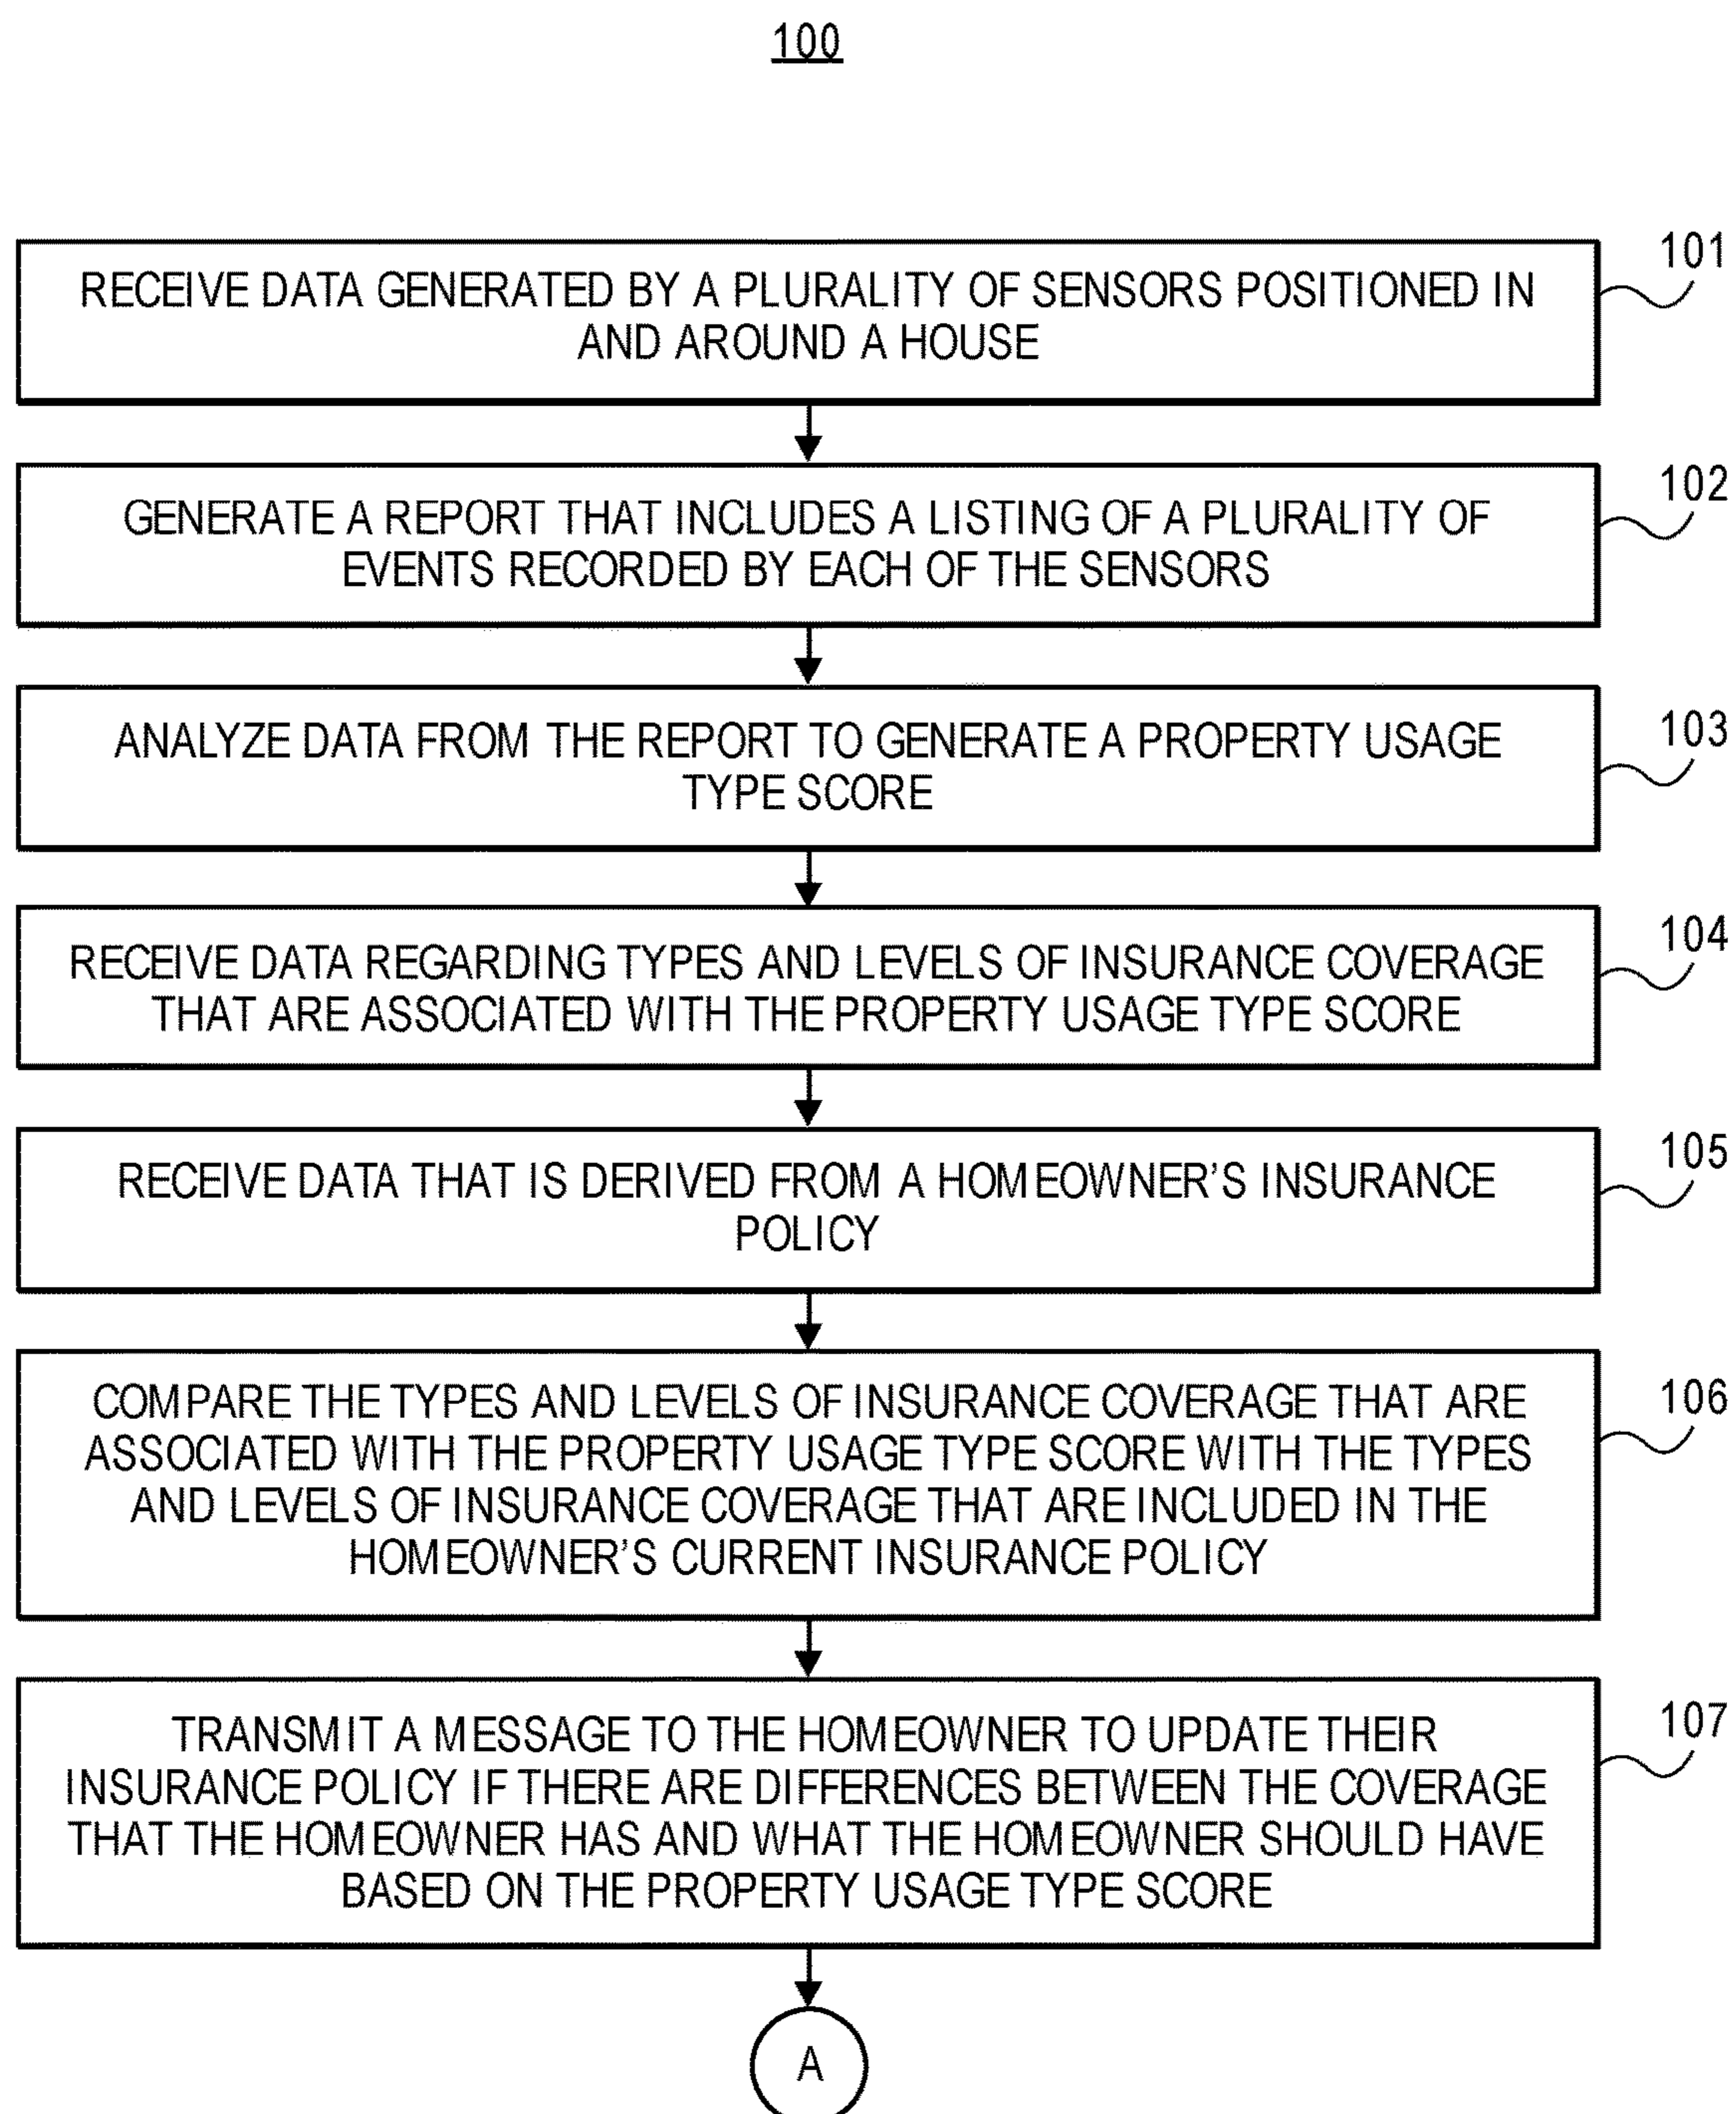 100
101
RECEIVE DATA GENERATED BY A PLURALITY OF SENSORS POSITIONED IN
AND AROUND A HOUSE
102
GENERATE A REPORT THAT INCLUDES A LISTING OF A PLURALITY OF
EVENTS RECORDED BY EACH OF THE SENSORS
103
ANALYZE DATA FROM THE REPORT TO GENERATE A PROPERTY USAGE
TYPE SCORE
104
RECEIVE DATA REGARDING TYPES AND LEVELS OF INSURANCE COVERAGE
THAT ARE ASSOCIATED WITH THE PROPERTY USAGE TYPE SCORE
105
RECEIVE DATA THAT IS DERIVED FROM A HOMEOWNER'S INSURANCE
POLICY
106
COMPARE THE TYPES AND LEVELS OF INSURANCE COVERAGE THAT ARE
ASSOCIATED WITH THE PROPERTY USAGE TYPE SCORE WITH THE TYPES
AND LEVELS OF INSURANCE COVERAGE THAT ARE INCLUDED IN THE
HOMEOWNER'S CURRENT INSURANCE POLICY
107
TRANSMIT A MESSAGE TO THE HOMEOWNER TO UPDATE THEIR
INSURANCE POLICY IF THERE ARE DIFFERENCES BETWEEN THE COVERAGE
THAT THE HOMEOWNER HAS AND WHAT THE HOMEOWNER SHOULD HAVE
BASED ON THE PROPERTY USAGE TYPE SCORE
A